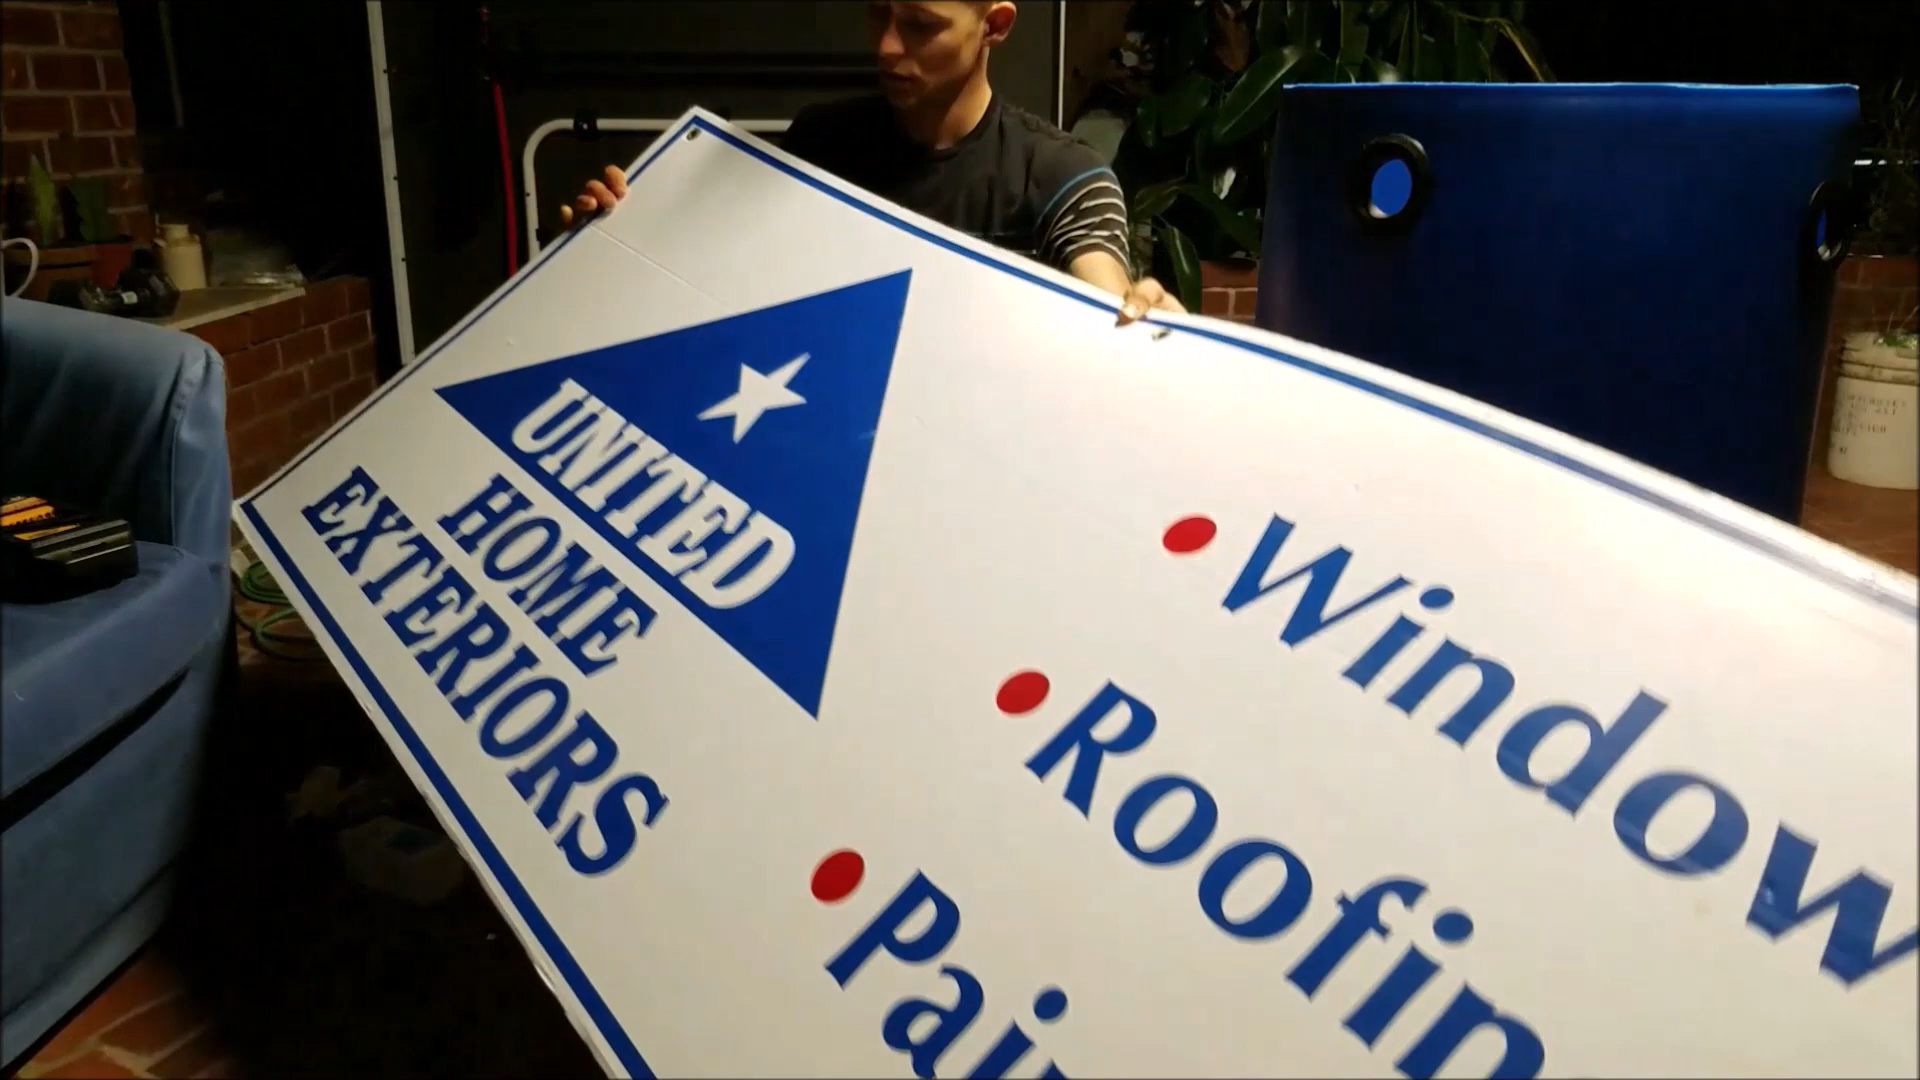 UNITED
HOME
EXTERIORS
• Window
• Roofin
• Pai